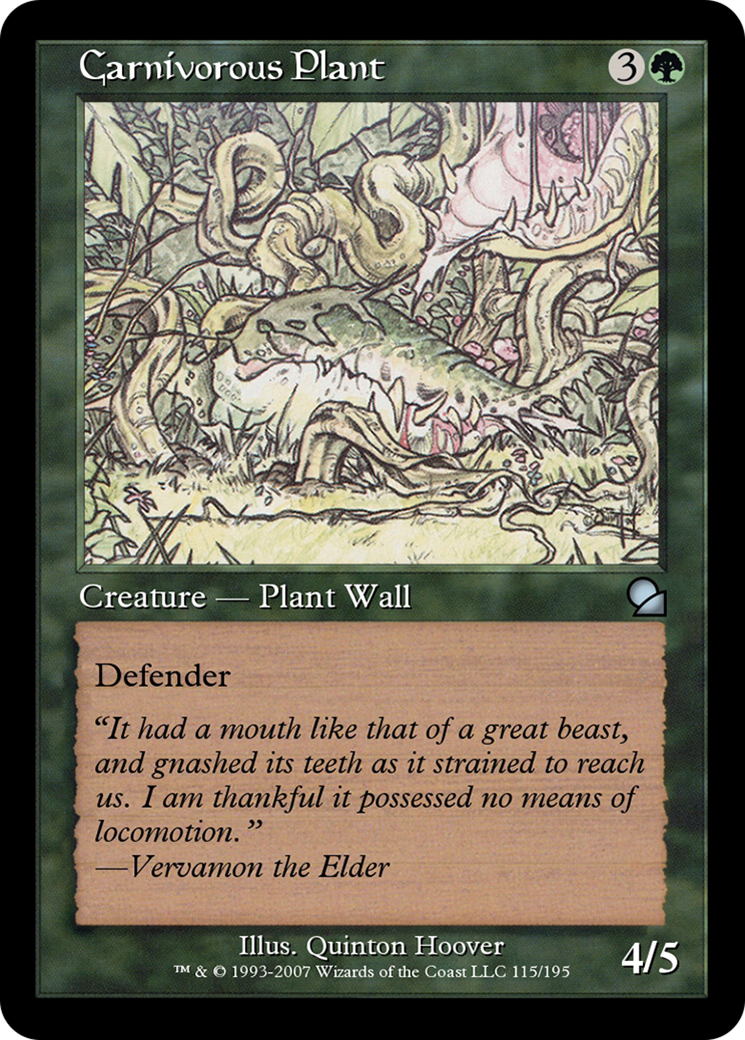 Carnivorous Plant 3
Creature — Plant Wall
Defender
“It had a mouth like that of a great beast,
and gnashed its teeth as it strained to reach
us. I am thankful it possessed no means of
locomotion.”
—Vervamon the Elder
Illus. Quinton Hoover
™ & © 1993-2007 Wizards of the Coast LLC 115/195
4/5